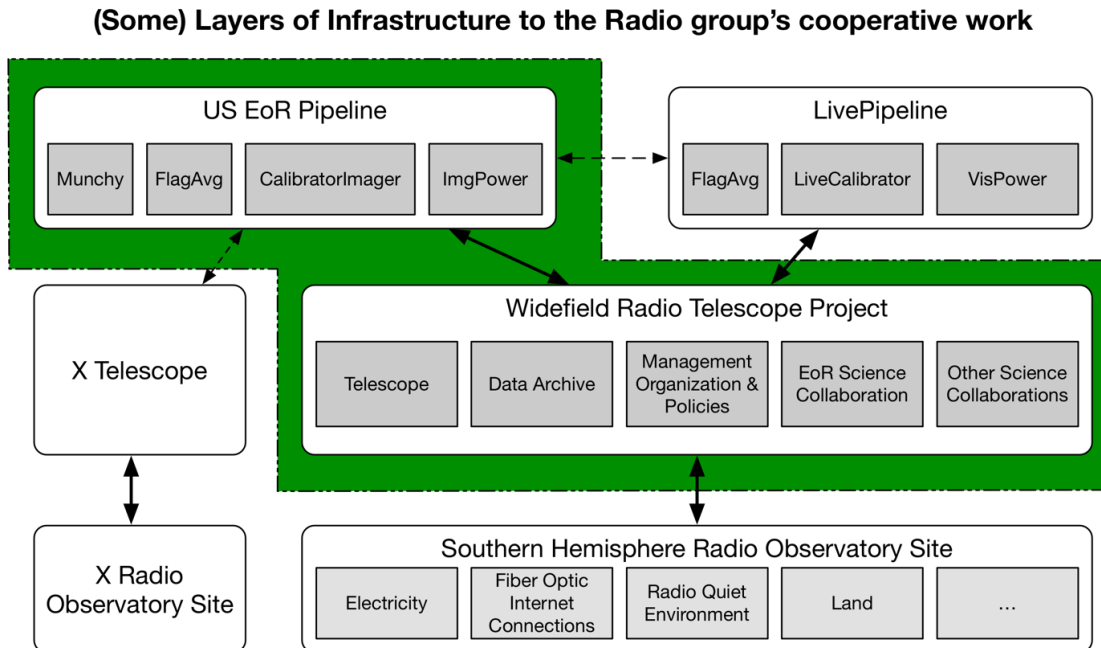 (Some) Layers of Infrastructure to the Radio group's cooperative work
US EoR Pipeline
Munchy
FlagAvg
CalibratorImager
ImgPower
LivePipeline
FlagAvg
LiveCalibrator
VisPower
X Telescope
Widefield Radio Telescope Project
Telescope
Data Archive
Management
Organization &
Policies
EoR Science
Collaboration
Other Science
Collaborations
X Radio
Observatory Site
Southern Hemisphere Radio Observatory Site
Electricity
Fiber Optic
Internet
Connections
Radio Quiet
Environment
Land
...